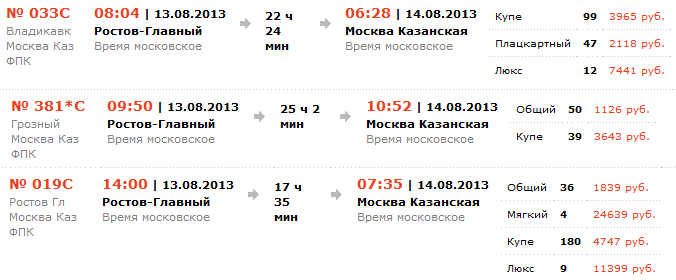 № 033С 08:04 | 13.08.2013 22 ч 24 мин 06:28 | 14.08.2013
Владикавк Москва Каз ФПК Ростов-Главный Москва Казанская
Время московское Время московское
Купе 99 3965 руб.
Плацкартный 47 2118 руб.
Люкс 12 7441 руб.
№ 381*С 09:50 | 13.08.2013 25 ч 2 мин 10:52 | 14.08.2013
Грозный Москва Каз ФПК Ростов-Главный Москва Казанская
Время московское Время московское
Общий 50 1126 руб.
Купе 39 3643 руб.
№ 019С 14:00 | 13.08.2013 17 ч 35 мин 07:35 | 14.08.2013
Ростов Гл Москва Каз ФПК Ростов-Главный Москва Казанская
Время московское Время московское
Общий 36 1839 руб.
Мягкий 4 24639 руб.
Купе 180 4747 руб.
Люкс 9 11399 руб.